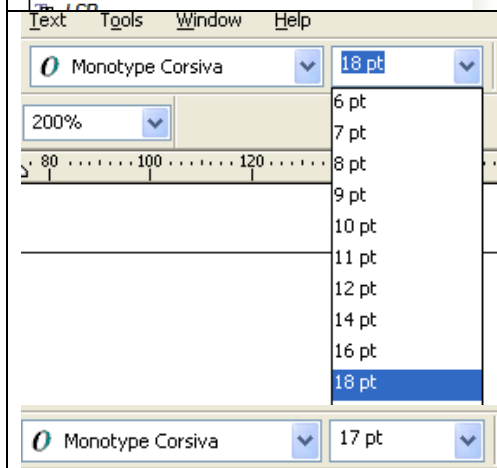 Text Tools Window Help
O Monotype Corsiva 18 pt
200%
80 100 120
6 pt
7 pt
8 pt
9 pt
10 pt
11 pt
12 pt
14 pt
16 pt
18 pt
O Monotype Corsiva 17 pt